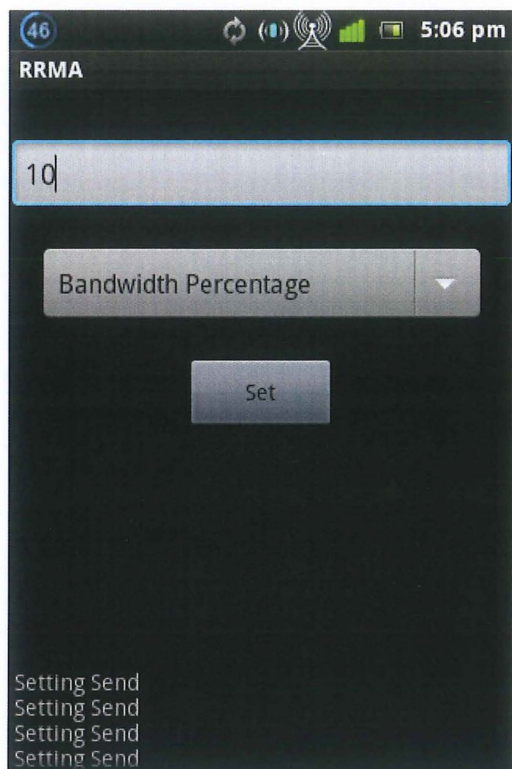 46 5:06 pm
RRMA
10
Bandwidth Percentage
Set
Setting Send
Setting Send
Setting Send
Setting Send